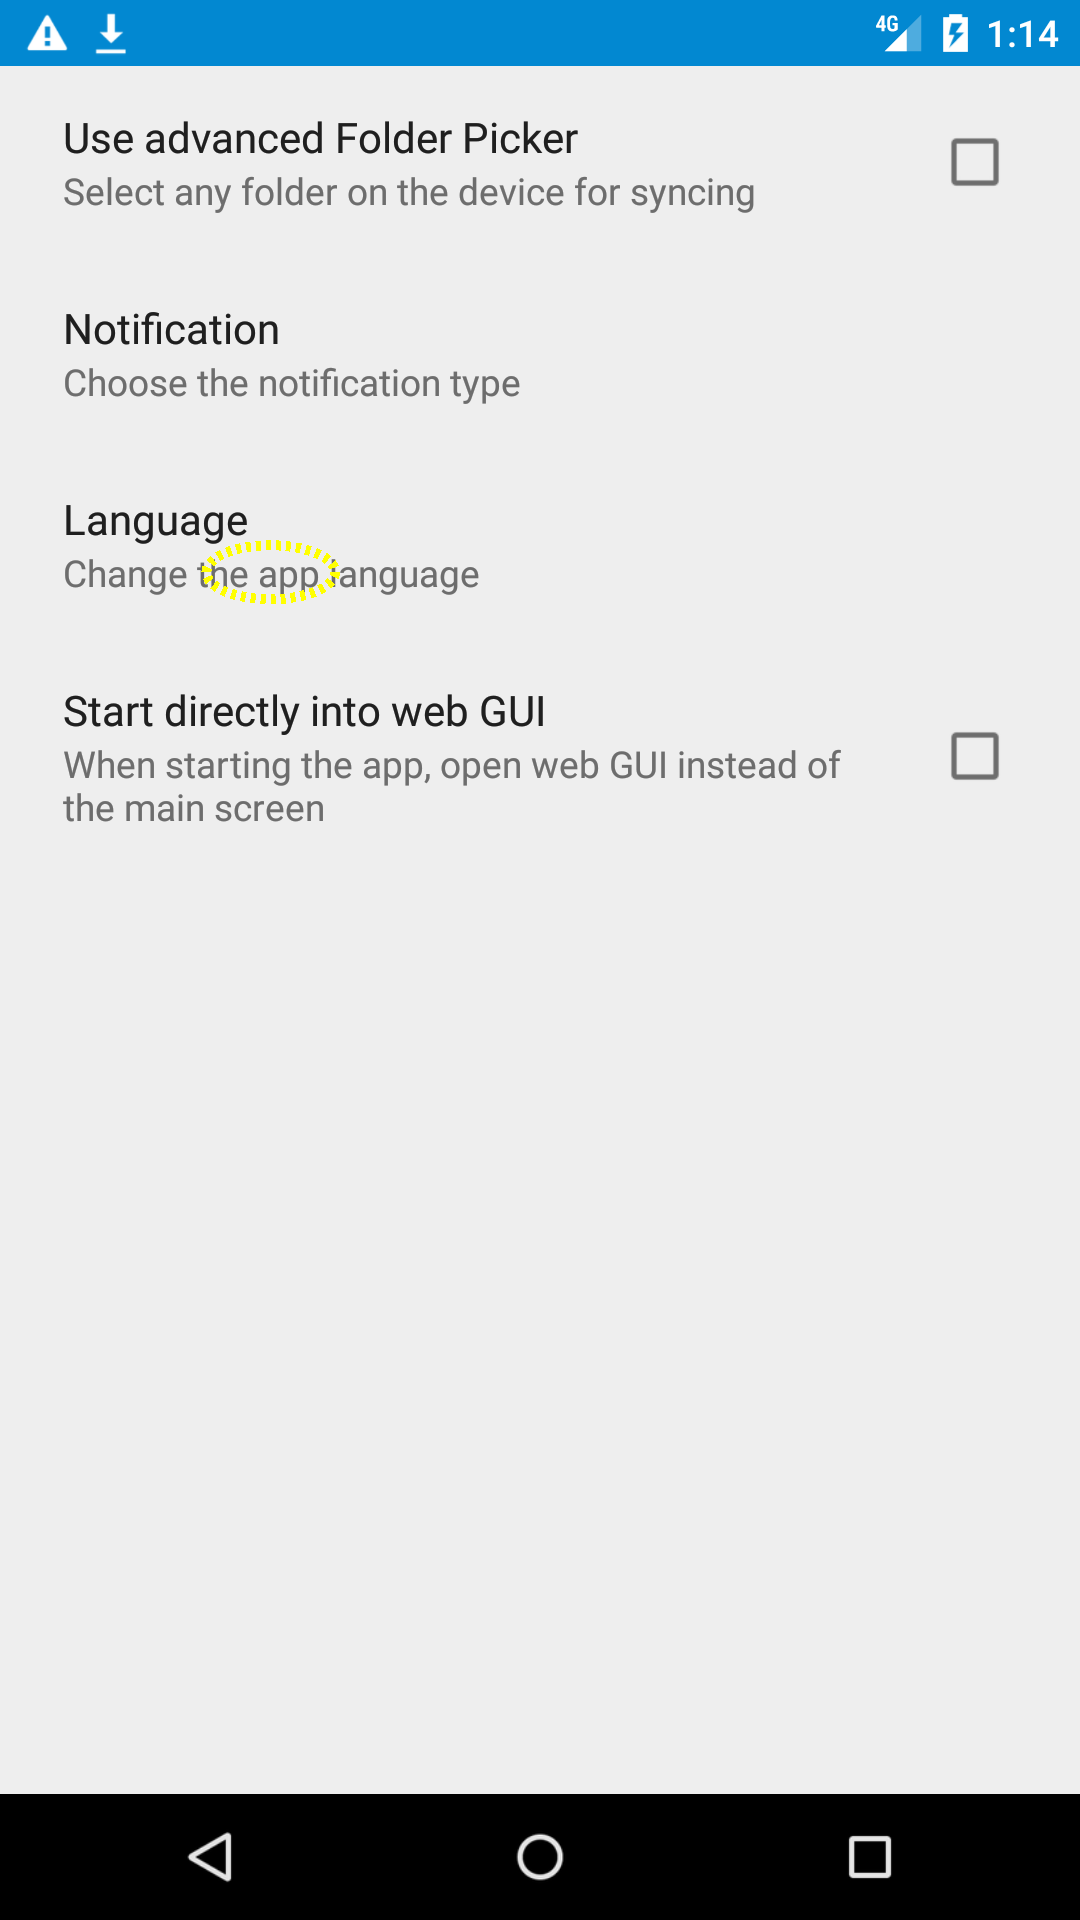 4G 1:14
Use advanced Folder Picker
Select any folder on the device for syncing
Notification
Choose the notification type
Language
Change the app language
Start directly into web GUI
When starting the app, open web GUI instead of
the main screen